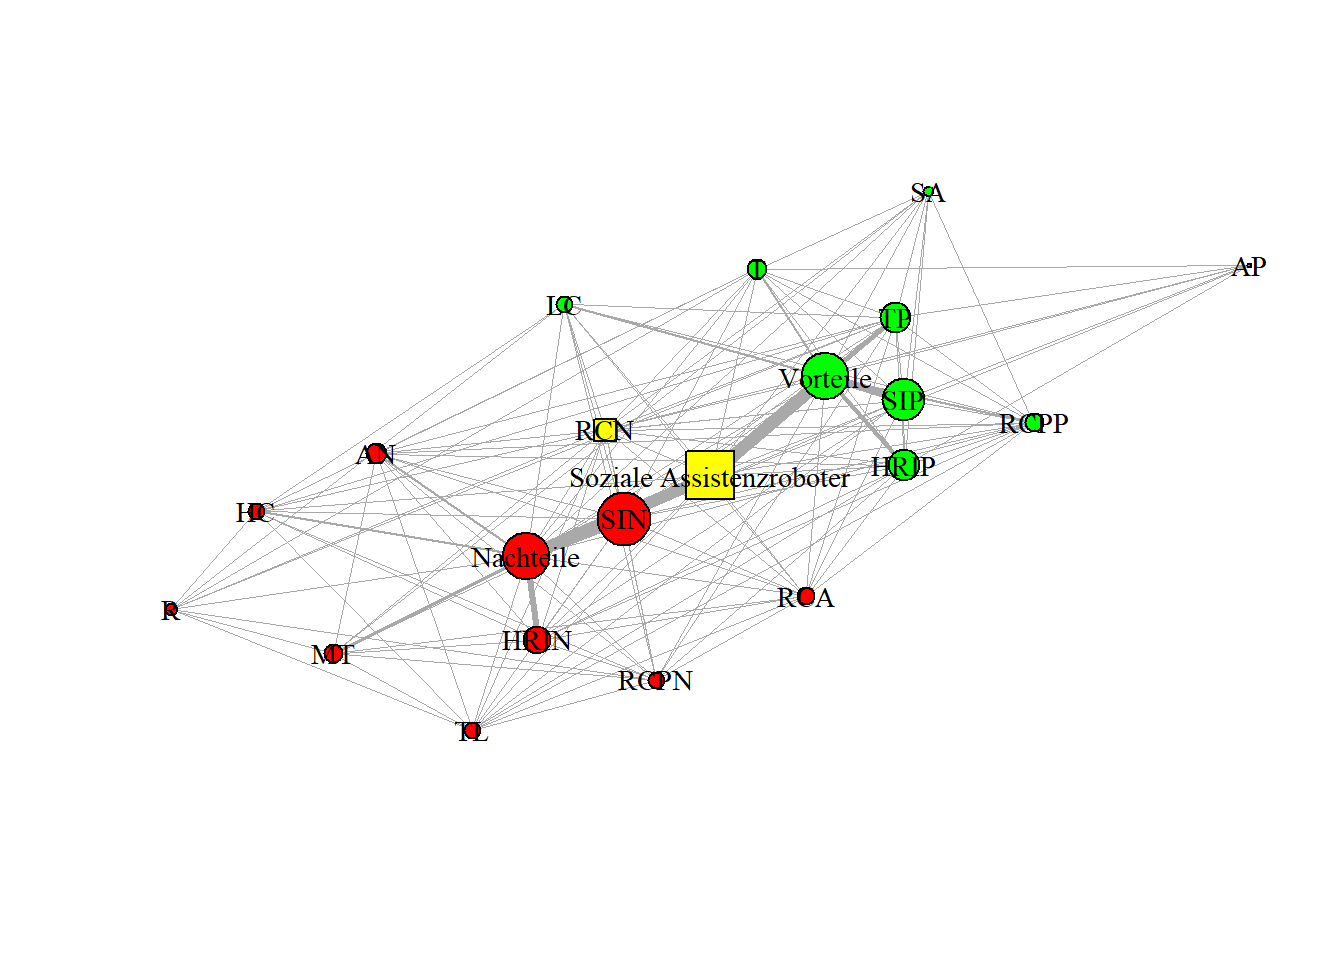 SA
AP
I
LC
TP
Vorteile
SIP
RCPP
RCN
AN
HRIP
Soziale Assistenzroboter
HC
SIN
Nachteile
RCA
R
HRIN
MT
RCPN
TL